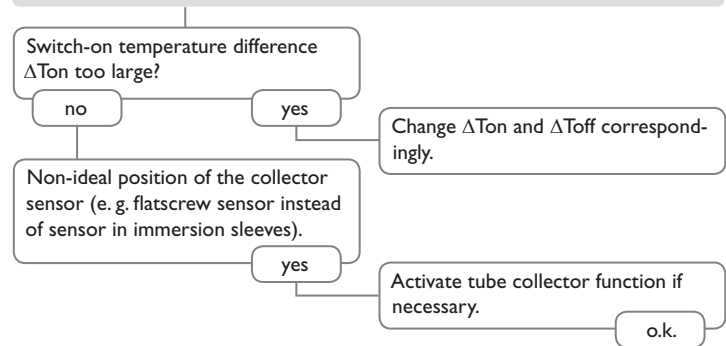 Switch-on temperature difference
ΔTon too large?
no
yes
Change ΔTon and ΔToff correspond-
ingly.
Non-ideal position of the collector
sensor (e. g. flatscrew sensor instead
of sensor in immersion sleeves).
yes
Activate tube collector function if
necessary.
o.k.